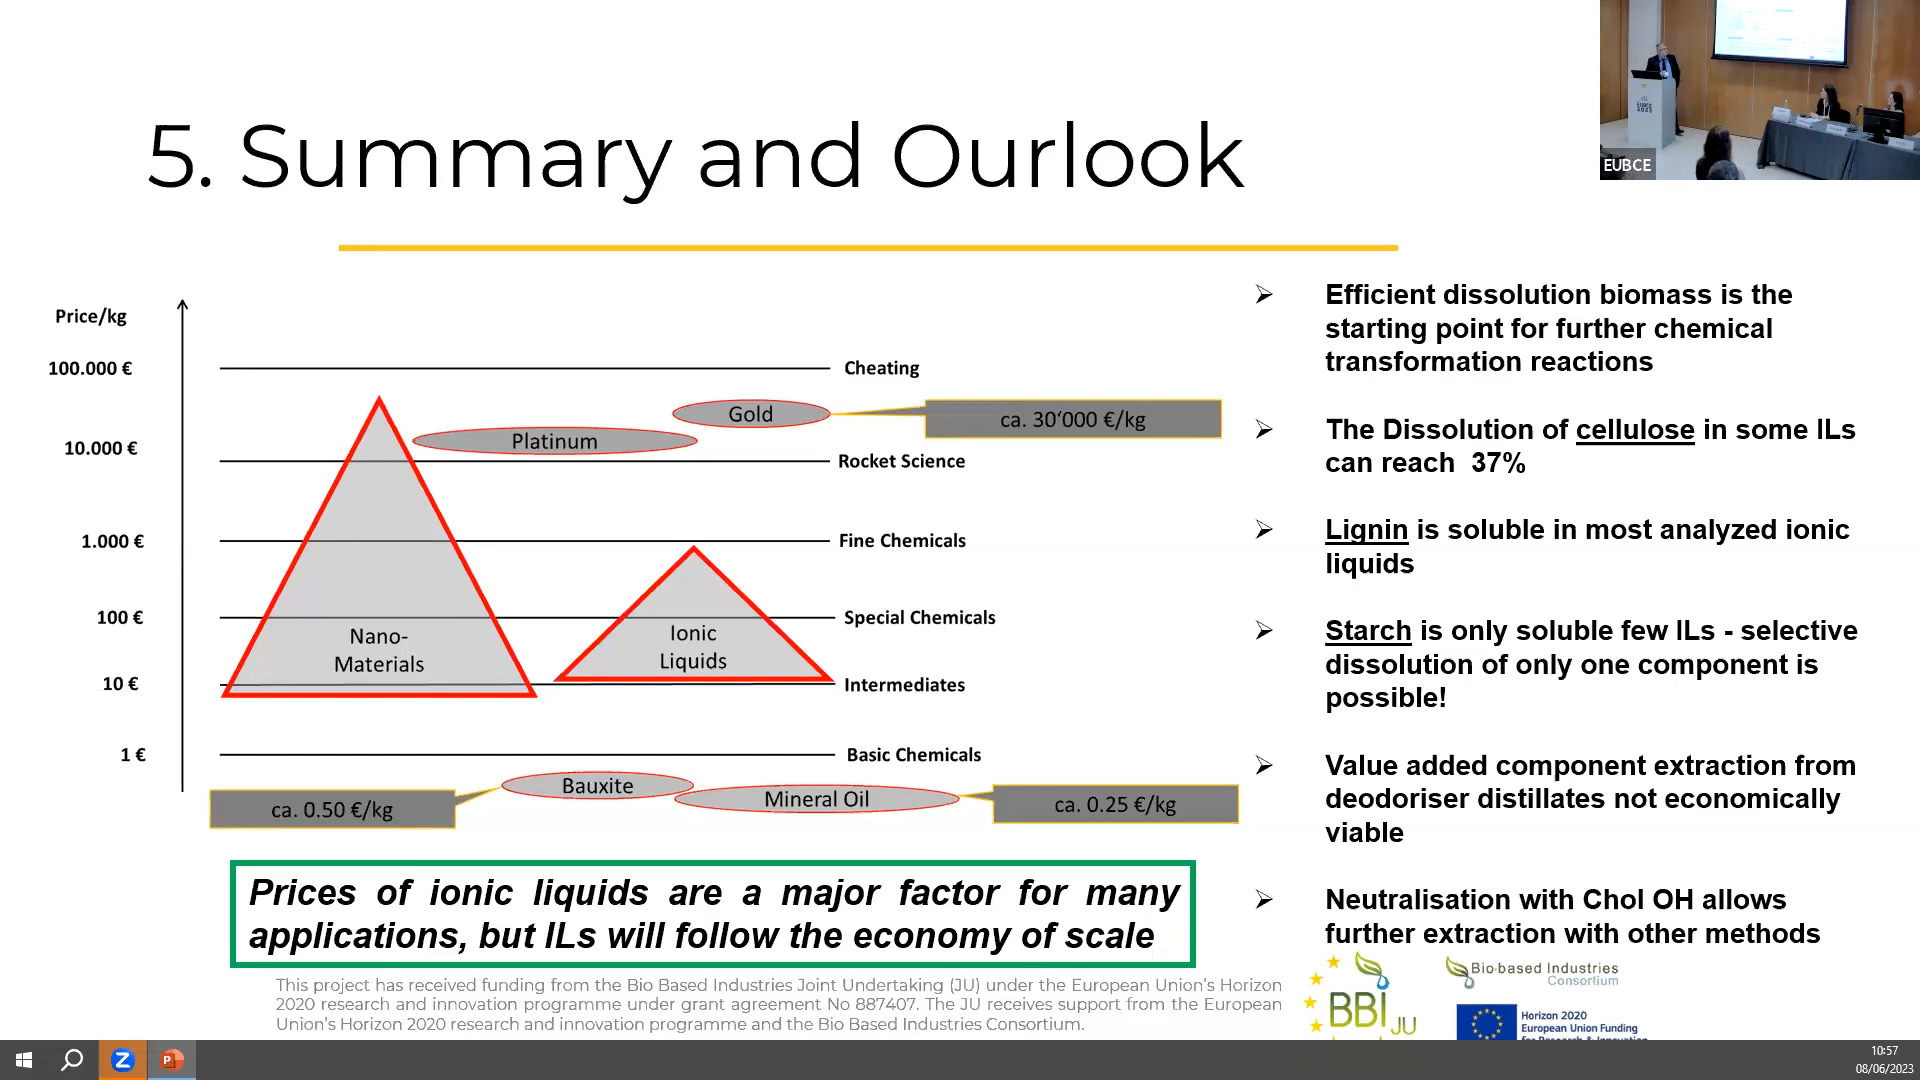 5. Summary and Ourlook
EUBCE
Price/kg
100.000 €
10.000 €
1.000 €
100 €
10 €
1 €
Cheating
Gold
ca. 30‘000 €/kg
Platinum
Rocket Science
Fine Chemicals
Special Chemicals
Nano-
Materials
Ionic
Liquids
Intermediates
Basic Chemicals
Bauxite
ca. 0.50 €/kg
Mineral Oil
ca. 0.25 €/kg
Prices of ionic liquids are a major factor for many
applications, but ILs will follow the economy of scale
➢ Efficient dissolution biomass is the
starting point for further chemical
transformation reactions
➢ The Dissolution of cellulose in some ILs
can reach 37%
➢ Lignin is soluble in most analyzed ionic
liquids
➢ Starch is only soluble few ILs - selective
dissolution of only one component is
possible!
➢ Value added component extraction from
deodoriser distillates not economically
viable
➢ Neutralisation with Chol OH allows
further extraction with other methods
This project has received funding from the Bio Based Industries Joint Undertaking (JU) under the European Union’s Horizon
2020 research and innovation programme under grant agreement No 887407. The JU receives support from the European
Union’s Horizon 2020 research and innovation programme and the Bio Based Industries Consortium.
BBI JU
Bio-based Industries
Consortium
Horizon 2020
European Union Funding
for Research & Innovation
10:57
08/06/2023